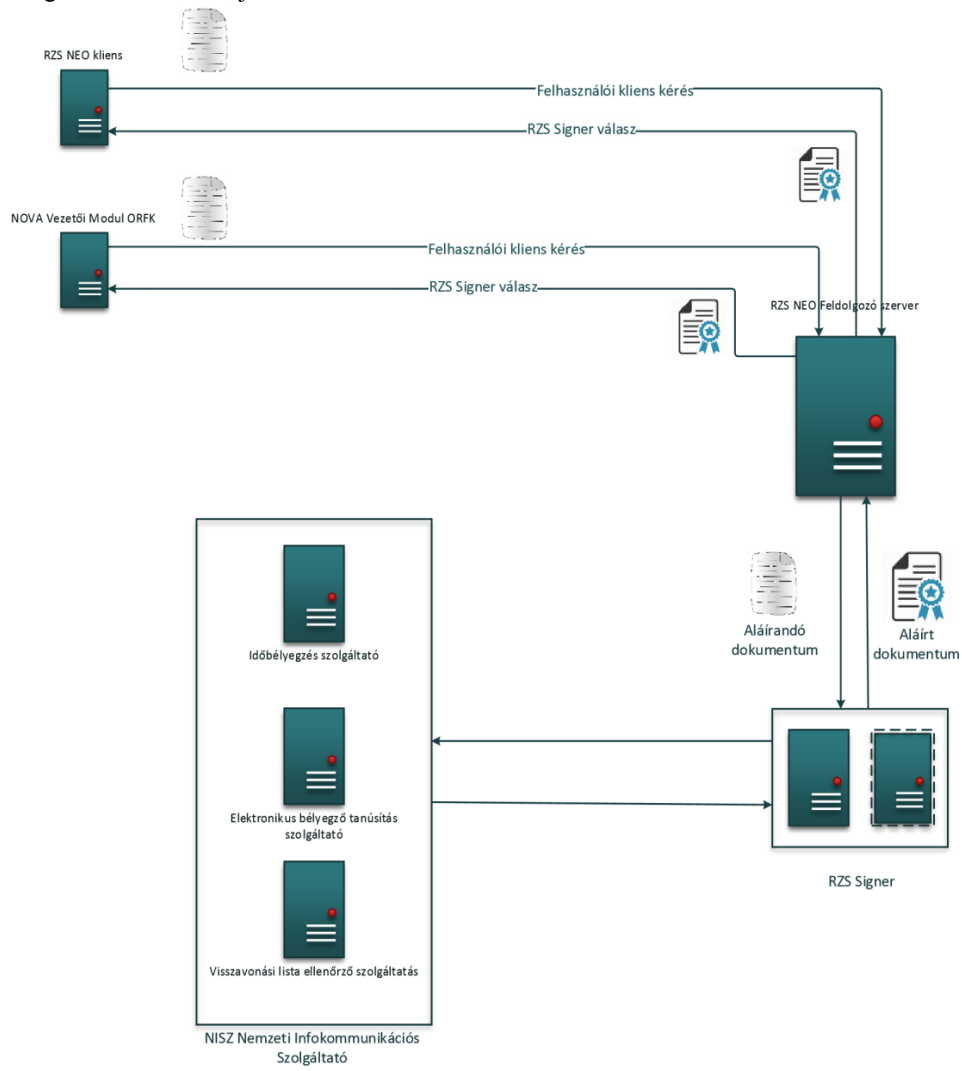 RZS NEO kliens
Felhasználói kliens kérés
RZS Signer válasz
NOVA Vezetői Modul ORFK
Felhasználói kliens kérés
RZS Signer válasz
RZS NEO Feldolgozó szerver
Aláírandó
dokumentum
Aláírt
dokumentum
Időbélyegzés szolgáltató
Elektronikus bélyegző tanúsítás
szolgáltató
Visszavonási lista ellenőrző szolgáltatás
RZS Signer
NISZ Nemzeti Infokommunikációs
Szolgáltató